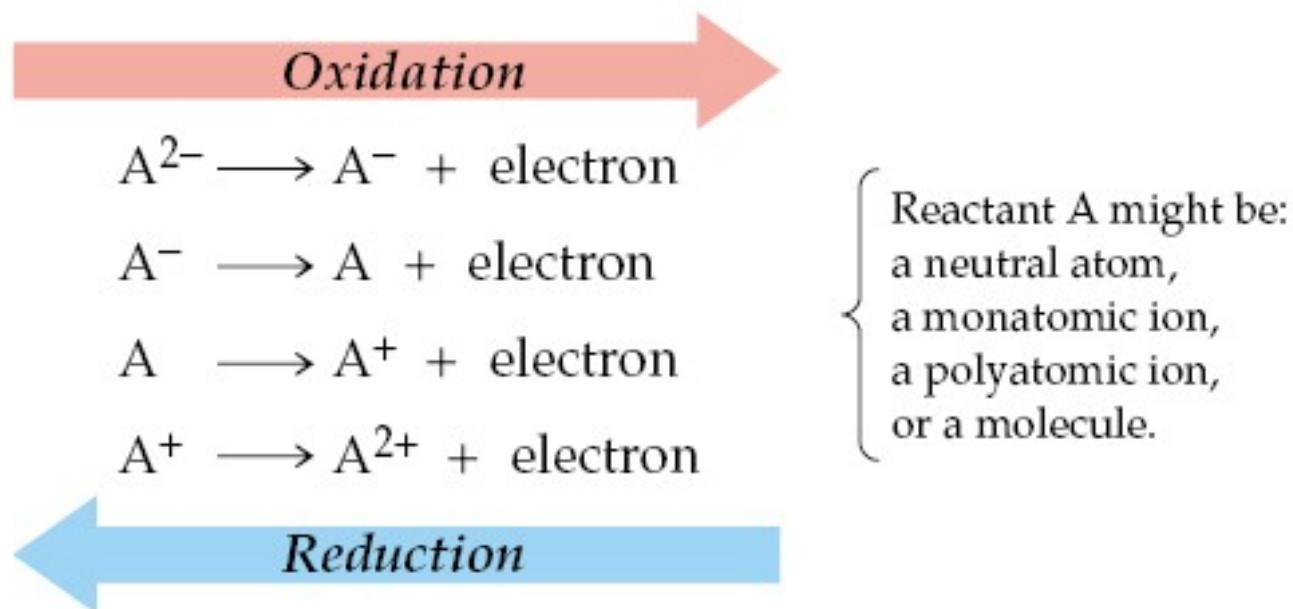 Oxidation
A²⁻ ⟶ A⁻ + electron
A⁻ ⟶ A + electron
A ⟶ A⁺ + electron
A⁺ ⟶ A²⁺ + electron
Reduction
Reactant A might be:
a neutral atom,
a monatomic ion,
a polyatomic ion,
or a molecule.